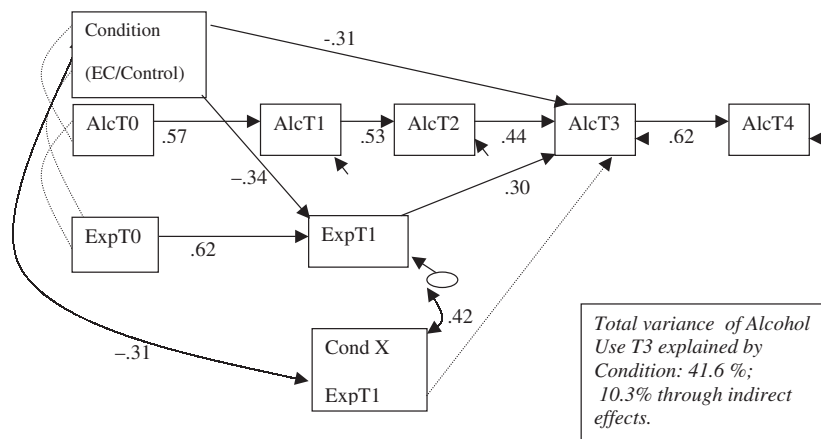 Condition
(EC/Control)
-.31
AlcT0
.57
AlcT1
.53
AlcT2
.44
AlcT3
.62
AlcT4
–.34
.30
ExpT0
.62
ExpT1
.42
–.31
Cond X
ExpT1
Total variance of Alcohol
Use T3 explained by
Condition: 41.6 %;
10.3% through indirect
effects.